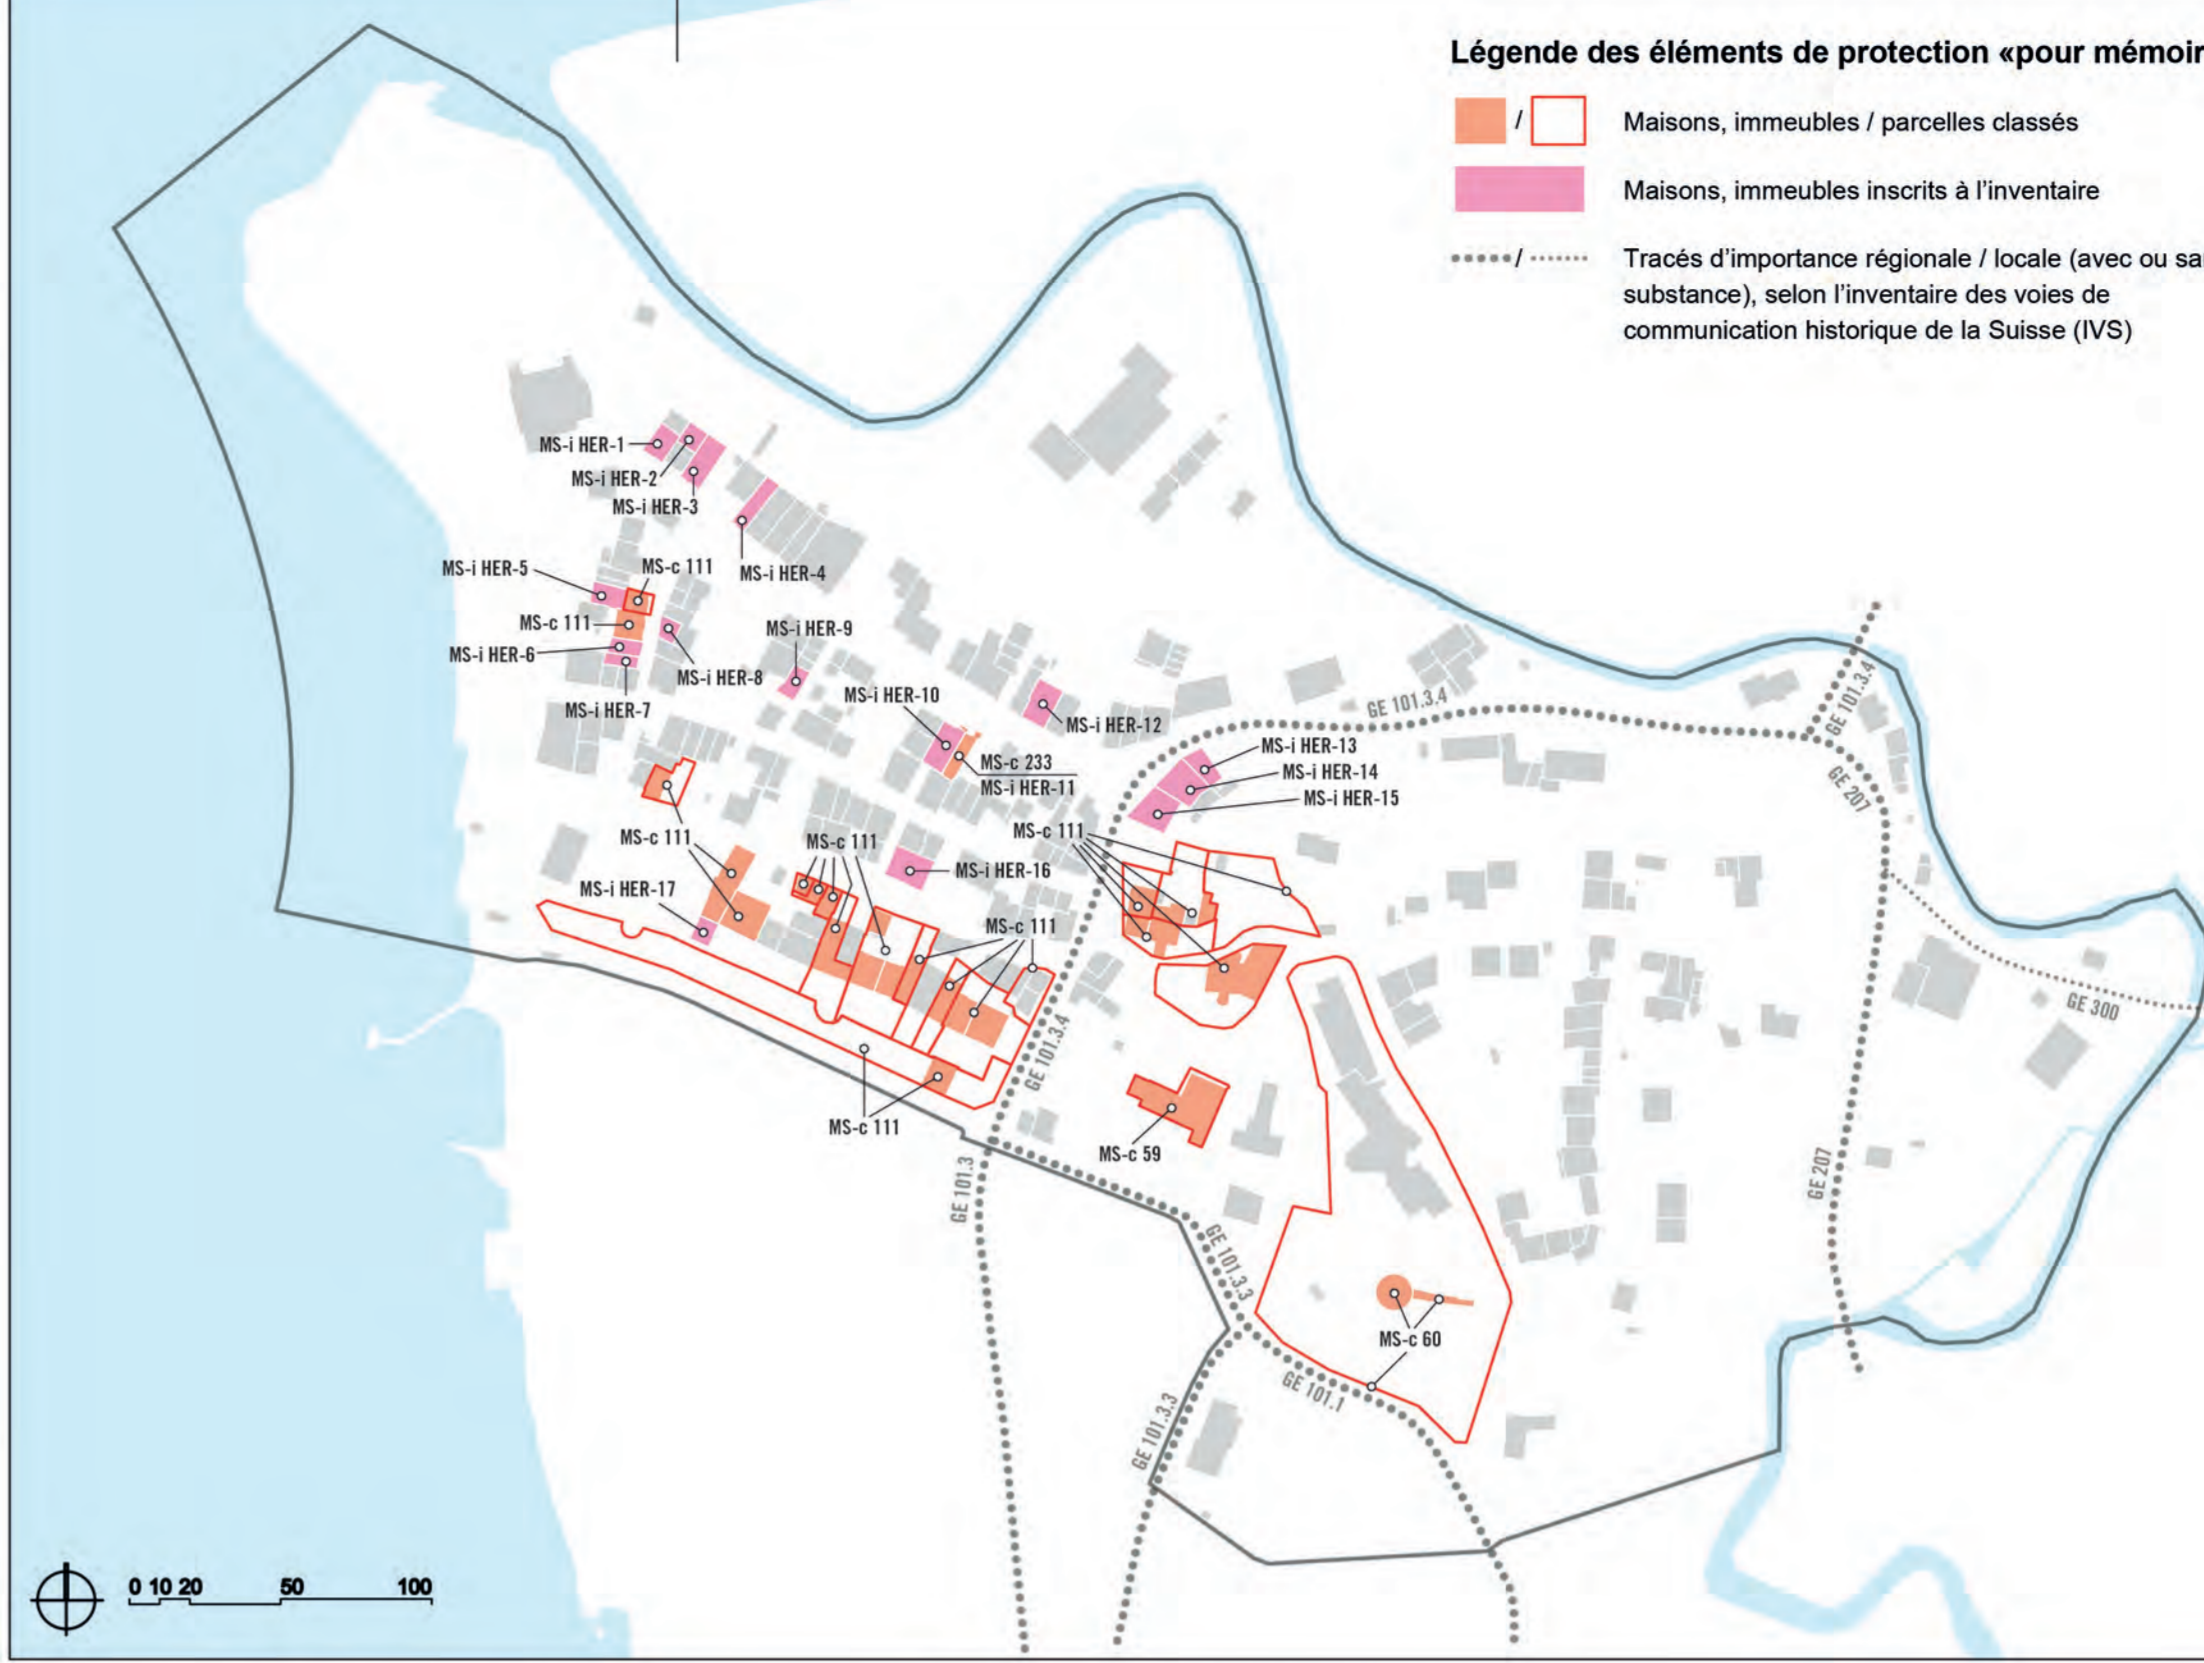 Légende des éléments de protection «pour mémoir
/
Maisons, immeubles / parcelles classés
Maisons, immeubles inscrits à l’inventaire
/
Tracés d’importance régionale / locale (avec ou sa
substance), selon l’inventaire des voies de
communication historique de la Suisse (IVS)
MS-i HER-1
MS-i HER-2
MS-i HER-3
MS-i HER-4
MS-i HER-5
MS-c 111
MS-c 111
MS-i HER-6
MS-i HER-7
MS-i HER-8
MS-i HER-9
MS-i HER-10
MS-c 233
MS-i HER-11
MS-i HER-12
MS-i HER-13
MS-i HER-14
MS-i HER-15
GE 101.3.4
GE 101.3.4
GE 207
MS-c 111
MS-c 111
MS-c 111
MS-i HER-16
MS-i HER-17
MS-c 111
GE 300
GE 101.3.4
MS-c 111
MS-c 59
GE 101.3
GE 207
GE 101.3.3
MS-c 60
GE 101.1
GE 101.3.3
0 10 20 50 100